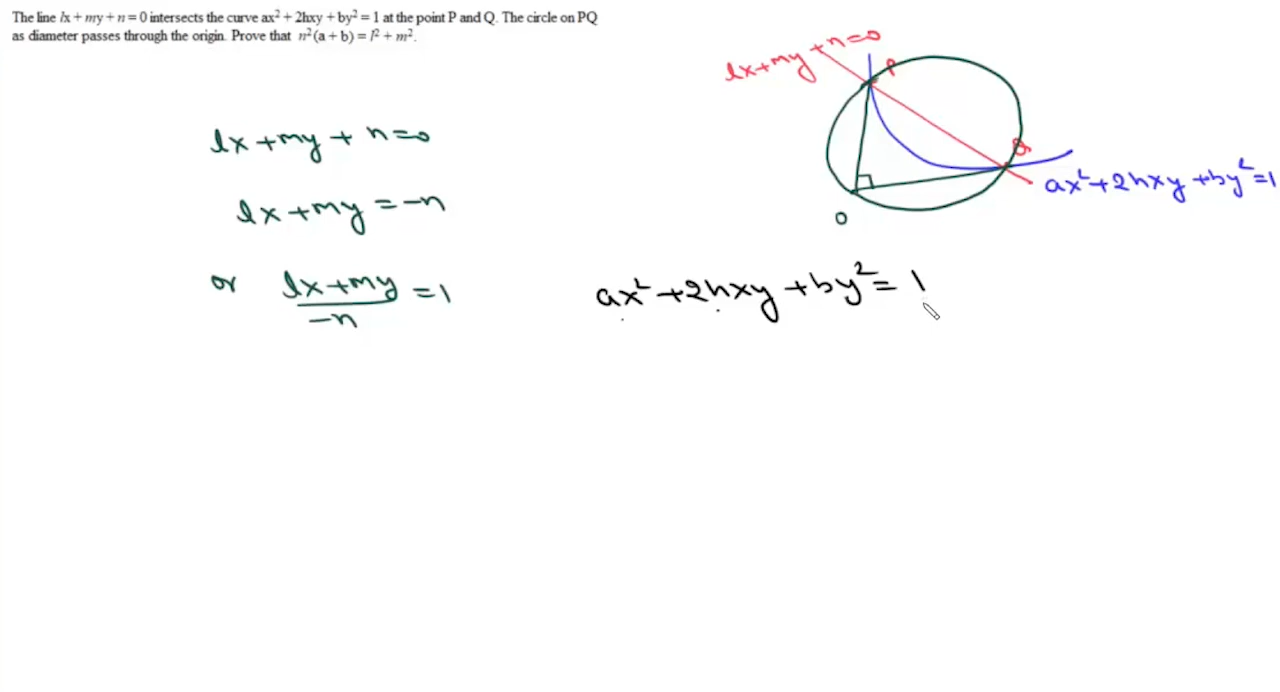 The line lx + my + n = 0 intersects the curve ax² + 2hxy + by² = 1 at the point P and Q. The circle on PQ
as diameter passes through the origin. Prove that n²(a + b) = l² + m².
lx+my+n=0
P
lx+my+n=0
Q
ax²+2hxy+by²=1
lx+my=-n
O
or lx+my/-n=1
ax²+2hxy+by²=1